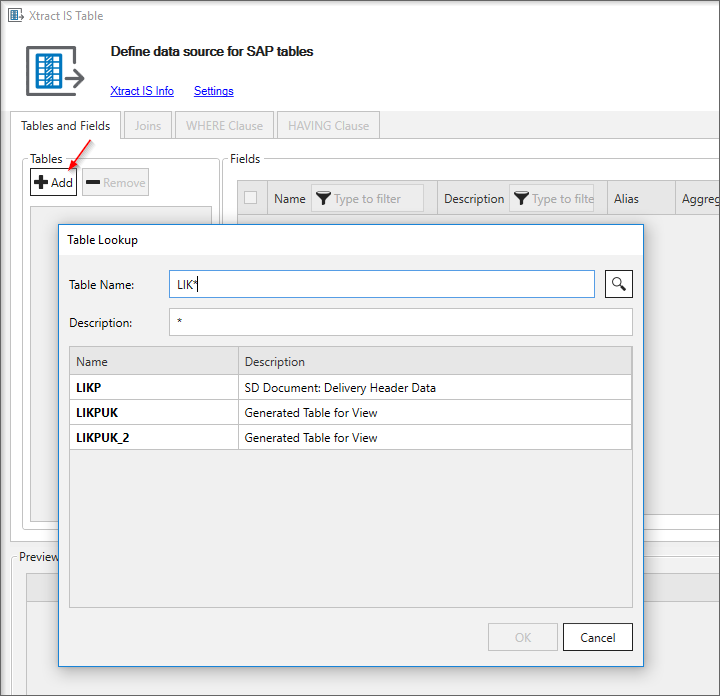 Xtract IS Table
Define data source for SAP tables
Xtract IS Info Settings
Tables and Fields Joins WHERE Clause HAVING Clause
Tables Fields
Add Remove
Name Type to filter Description Type to filte Alias Aggreg
Table Lookup
Table Name: LIK*
Description: *
Name Description
LIKP SD Document: Delivery Header Data
LIKPUK Generated Table for View
LIKPUK_2 Generated Table for View
Preview
OK Cancel